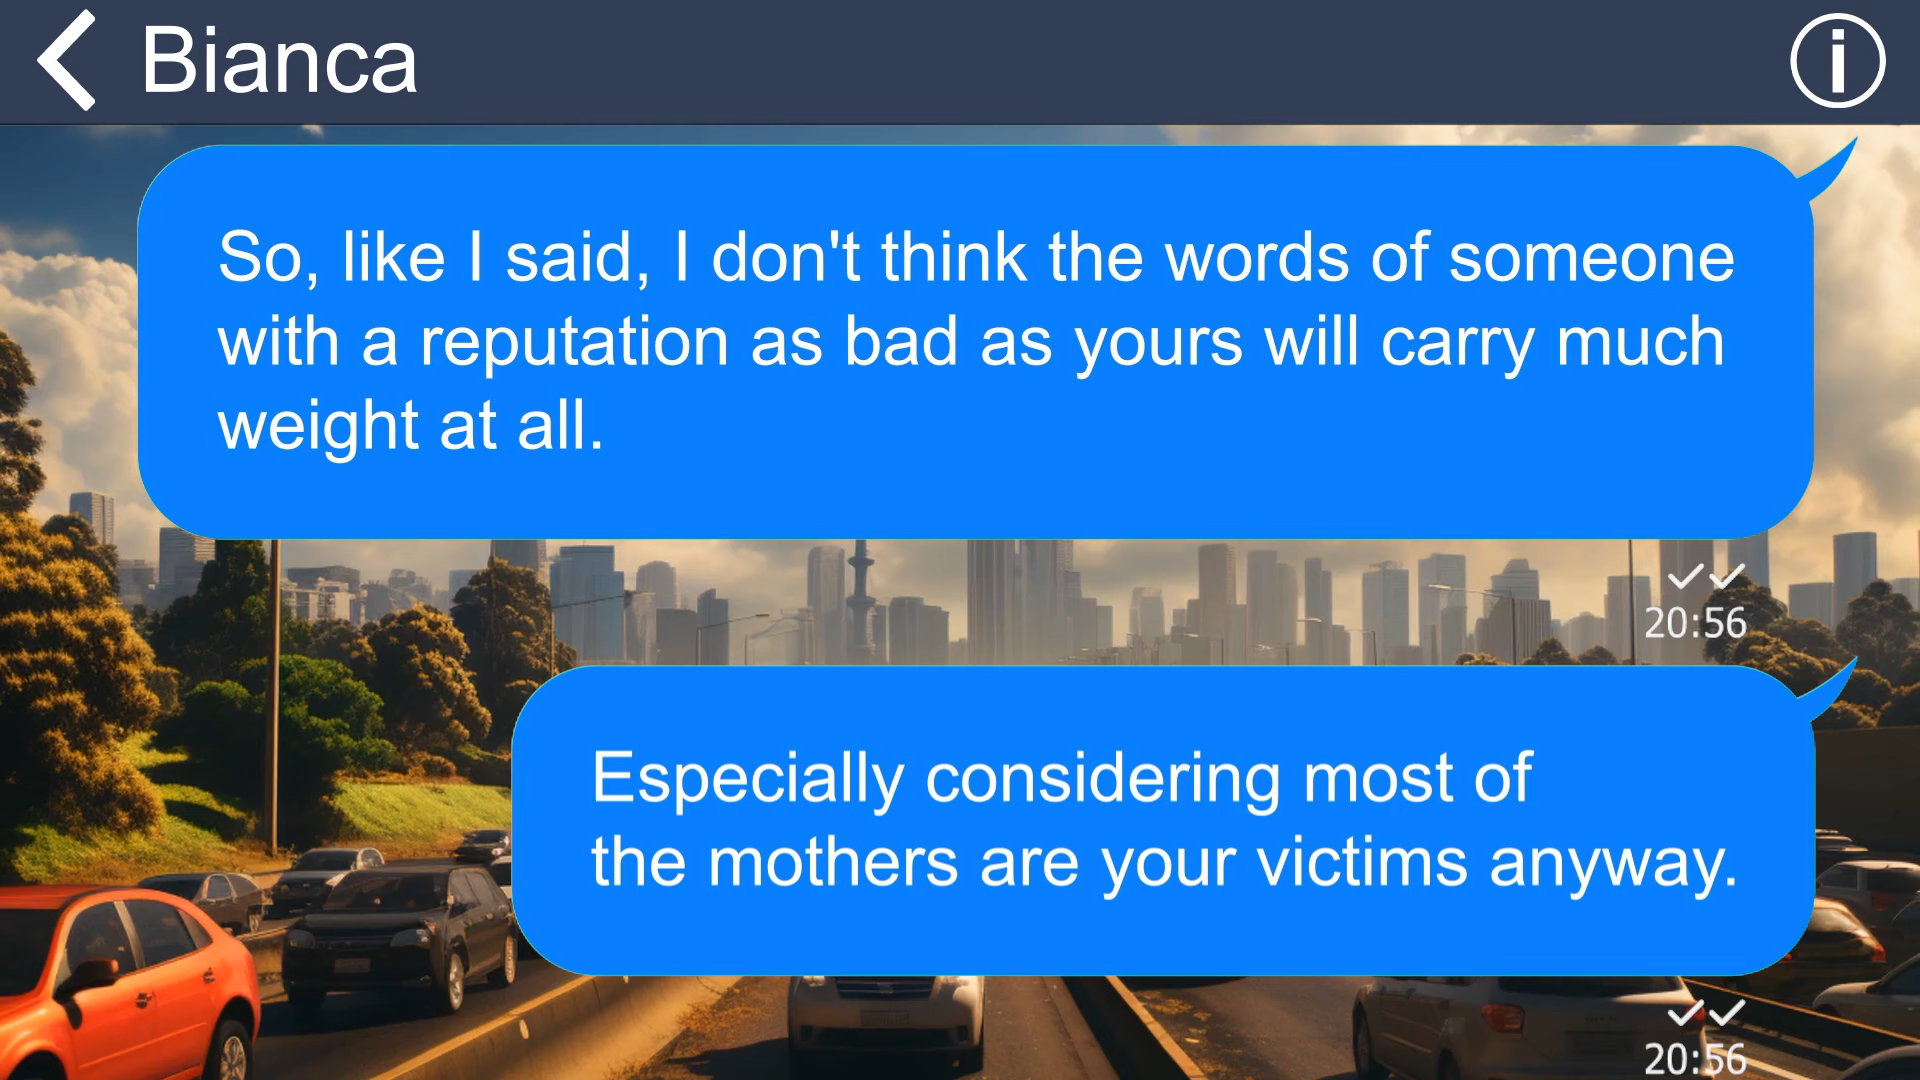 Bianca
So, like I said, I don't think the words of someone
with a reputation as bad as yours will carry much
weight at all.
20:56
Especially considering most of
the mothers are your victims anyway.
20:56